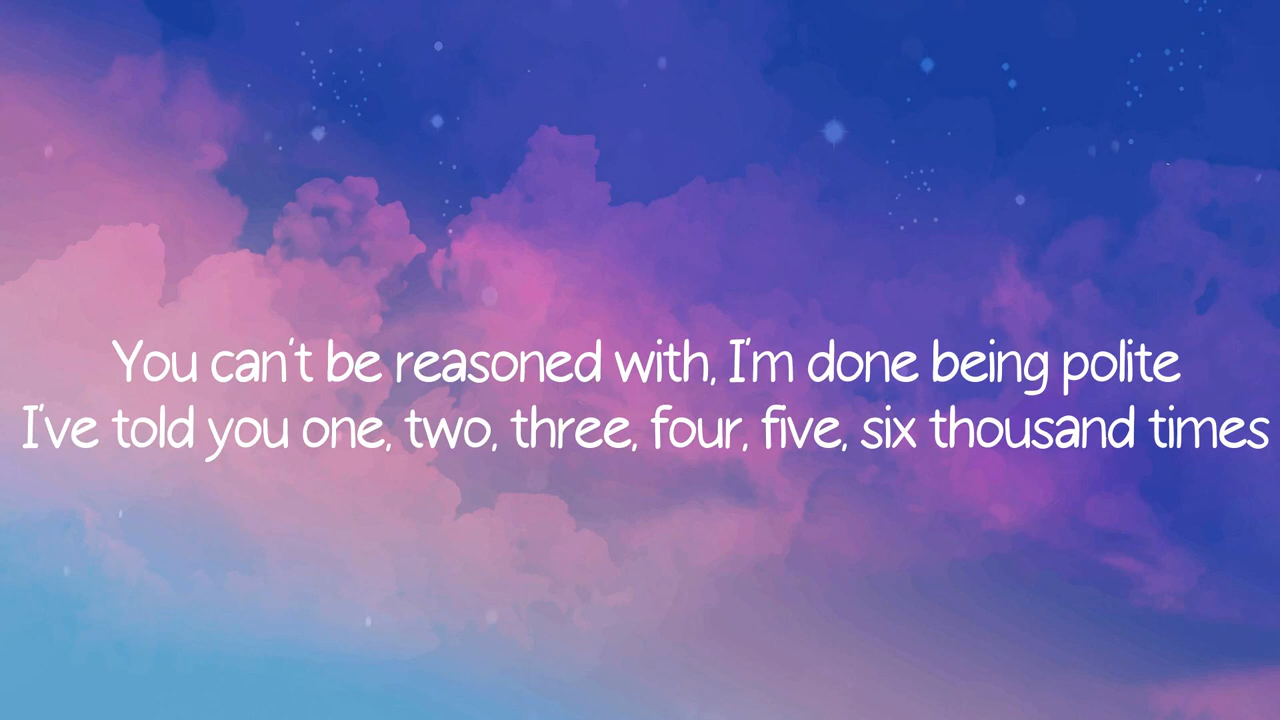 You can't be reasoned with, I'm done being polite
I've told you one, two, three, four, five, six thousand times